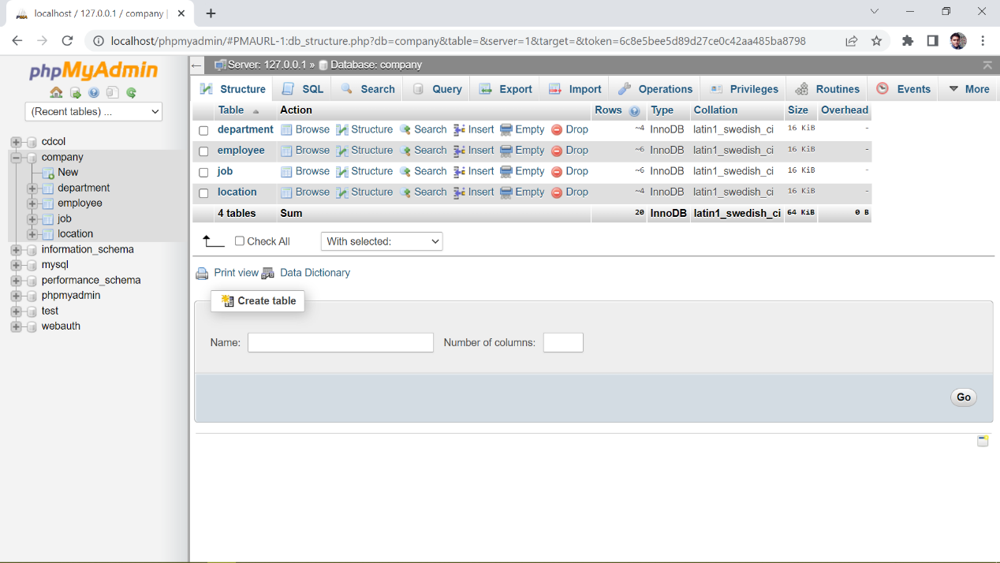 localhost / 127.0.0.1 / company |
localhost/phpmyadmin/#PMAURL-1:db_structure.php?db=company&table=&server=1&target=&token=6c8e5bee5d89d27ce0c42aa485ba8798
phpMyAdmin
(Recent tables) ...
cdcol
company
New
department
employee
job
location
information_schema
mysql
performance_schema
phpmyadmin
test
webauth
Server: 127.0.0.1 » Database: company
Structure SQL Search Query Export Import Operations Privileges Routines Events More
Table Action Rows Type Collation Size Overhead
department Browse Structure Search Insert Empty Drop ~4 InnoDB latin1_swedish_ci 16 KiB -
employee Browse Structure Search Insert Empty Drop ~6 InnoDB latin1_swedish_ci 16 KiB -
job Browse Structure Search Insert Empty Drop ~6 InnoDB latin1_swedish_ci 16 KiB -
location Browse Structure Search Insert Empty Drop ~4 InnoDB latin1_swedish_ci 16 KiB -
4 tables Sum 20 InnoDB latin1_swedish_ci 64 KiB 0 B
Check All With selected:
Print view Data Dictionary
Create table
Name: Number of columns:
Go